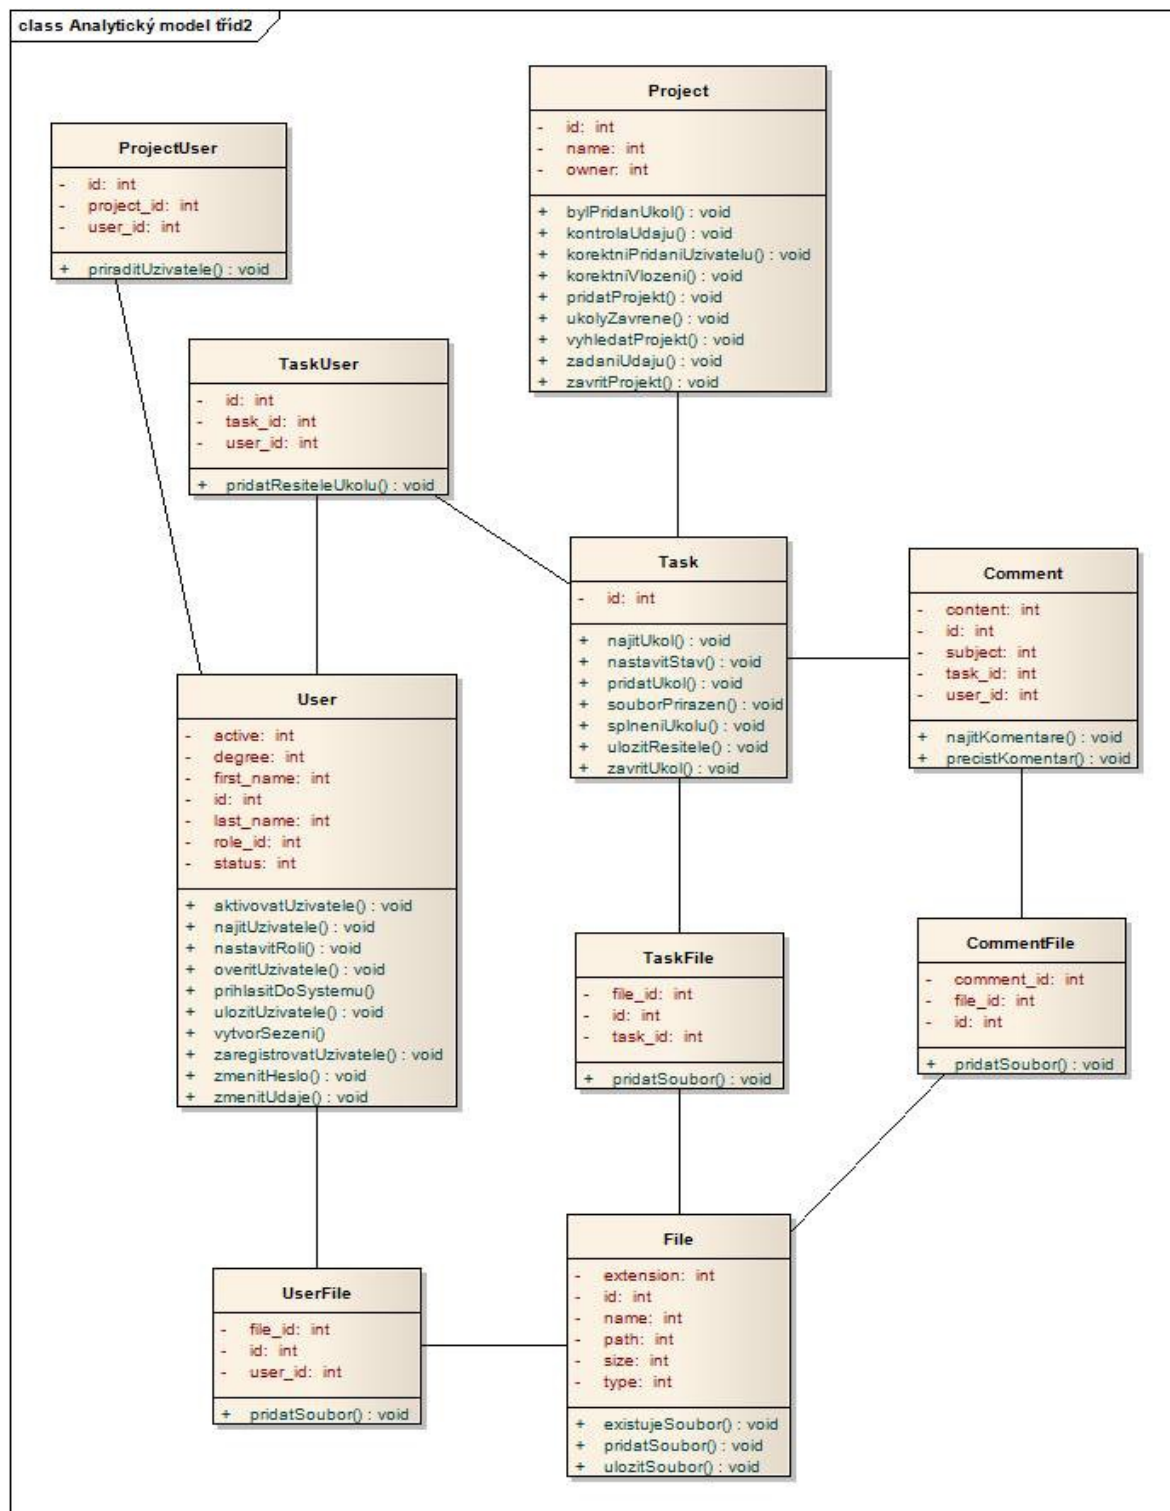 class Analytický model tříd2
Project
- id: int
- name: int
- owner: int
+ bylPridanUkol() : void
+ kontrolaUdaju() : void
+ korektniPridaniUzivatelu() : void
+ korektniVlozeni() : void
+ pridatProjekt() : void
+ ukolyZavrene() : void
+ vyhledatProjekt() : void
+ zadaniUdaju() : void
+ zavritProjekt() : void
ProjectUser
- id: int
- project_id: int
- user_id: int
+ priraditUzivatele() : void
TaskUser
- id: int
- task_id: int
- user_id: int
+ pridatResiteleUkolu() : void
Task
- id: int
+ najitUkol() : void
+ nastavitStav() : void
+ pridatUkol() : void
+ souborPrirazen() : void
+ splneniUkolu() : void
+ ulozitResitele() : void
+ zavritUkol() : void
Comment
- content: int
- id: int
- subject: int
- task_id: int
- user_id: int
+ najitKomentare() : void
+ precistKomentar() : void
User
- active: int
- degree: int
- first_name: int
- id: int
- last_name: int
- role_id: int
- status: int
+ aktivovatUzivatele() : void
+ najitUzivatele() : void
+ nastavitRoli() : void
+ overitUzivatele() : void
+ prihlasitDoSystemu()
+ ulozitUzivatele() : void
+ vytvorSezeni()
+ zaregistrovatUzivatele() : void
+ zmenitHeslo() : void
+ zmenitUdaje() : void
TaskFile
- file_id: int
- id: int
- task_id: int
+ pridatSoubor() : void
CommentFile
- comment_id: int
- file_id: int
- id: int
+ pridatSoubor() : void
UserFile
- file_id: int
- id: int
- user_id: int
+ pridatSoubor() : void
File
- extension: int
- id: int
- name: int
- path: int
- size: int
- type: int
+ existujeSoubor() : void
+ pridatSoubor() : void
+ ulozitSoubor() : void